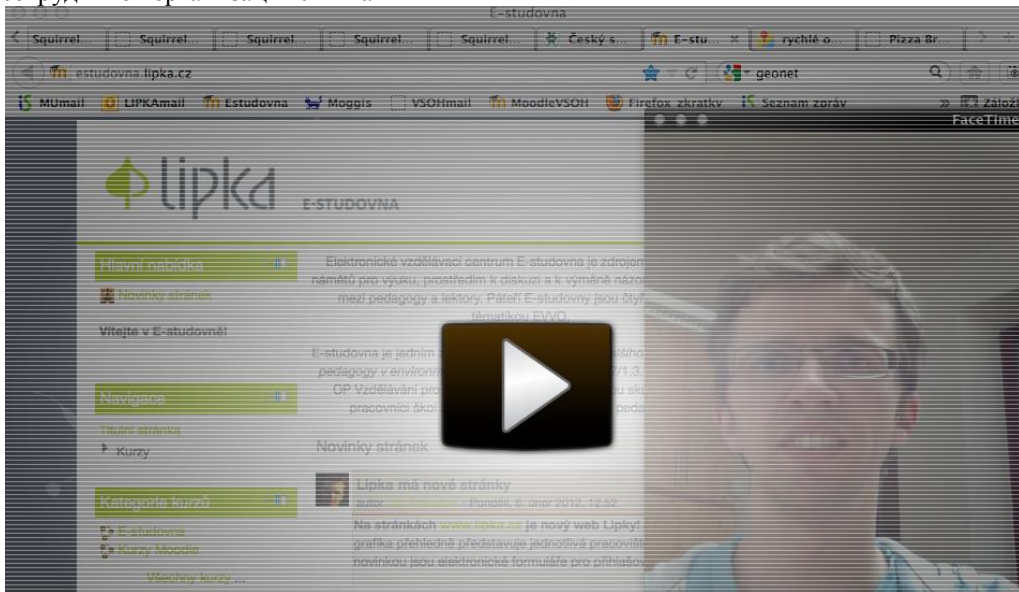 E-studovna
Squirrel... Squirrel... Squirrel... Squirrel... Squirrel... Český s... E-stu... rychlé o... Pizza Br...
estudovna.lipka.cz geonet
MUmail LIPKAmail Estudovna Moggis VSOHmail MoodleVSOH Firefox zkratky Seznam zpráv » Zálož
FaceTime
lipka E-STUDOVNA
Hlavní nabídka
Novinky stránek
Vítejte v E-studovně!
Navigace
Titulní stránka
Kurzy
Kategorie kurzů
E-studovna
Kurzy Moodle
Všechny kurzy ...
Elektronické vzdělávací centrum E-studovna je zdrojem
námětů pro výuku, prostředím k diskuzi a k výměně názo
mezi pedagogy a lektory. Páteří E-studovny jsou čtyř
tématikou EVVO.
E-studovna je jedním
pedagogy v environm /1.3.
OP Vzdělávání pro u sku
pracovníci škol peda
Novinky stránek
Lipka má nové stránky
autor - Pondělí, 6. únor 2012, 12.52
Na stránkách www.lipka.cz je nový web Lipky!
grafika přehledně představuje jednotlivá pracovišt
novinkou jsou elektronické formuláře pro přihlašov